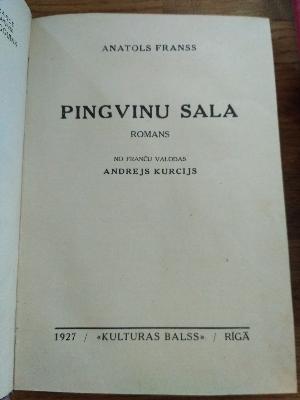 ANATOLS FRANSS
PINGVINU SALA
ROMANS
NO FRANČU VALODAS
ANDREJS KURCIJS
1927 / «KULTURAS BALSS» / RĪGĀ